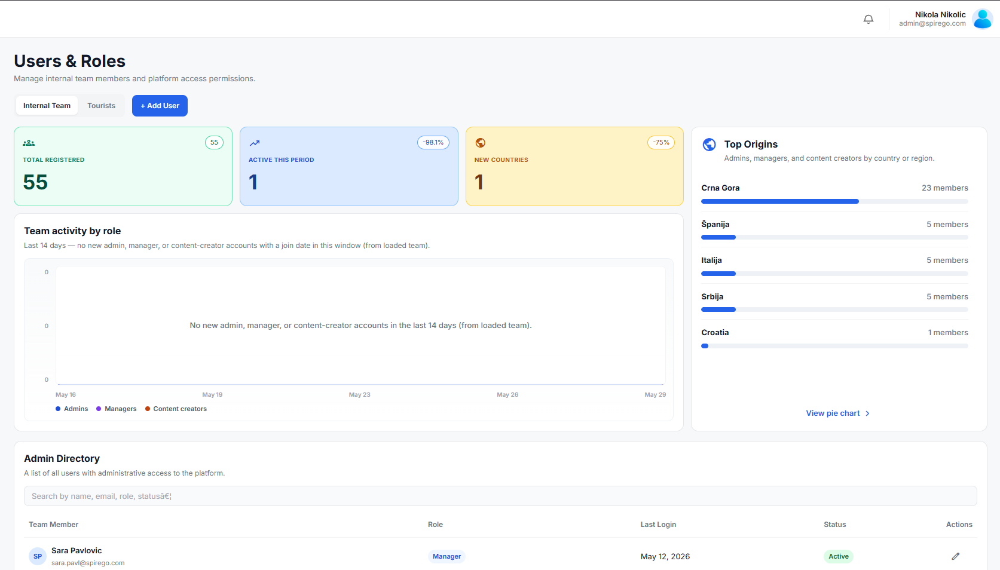 Nikola Nikolic
admin@spirego.com
Users & Roles
Manage internal team members and platform access permissions.
Internal Team
Tourists
+ Add User
55
TOTAL REGISTERED
55
-98.1%
ACTIVE THIS PERIOD
1
-75%
NEW COUNTRIES
1
Top Origins
Admins, managers, and content creators by country or region.
Crna Gora 23 members
Španija 5 members
Italija 5 members
Srbija 5 members
Croatia 1 members
View pie chart
Team activity by role
Last 14 days — no new admin, manager, or content-creator accounts with a join date in this window (from loaded team).
0
0
0
No new admin, manager, or content-creator accounts in the last 14 days (from loaded team).
May 16 May 19 May 23 May 26 May 29
Admins Managers Content creators
Admin Directory
A list of all users with administrative access to the platform.
Search by name, email, role, statusâ€¦
Team Member Role Last Login Status Actions
SP
Sara Pavlovic
sara.pavl@spirego.com
Manager
May 12, 2026
Active